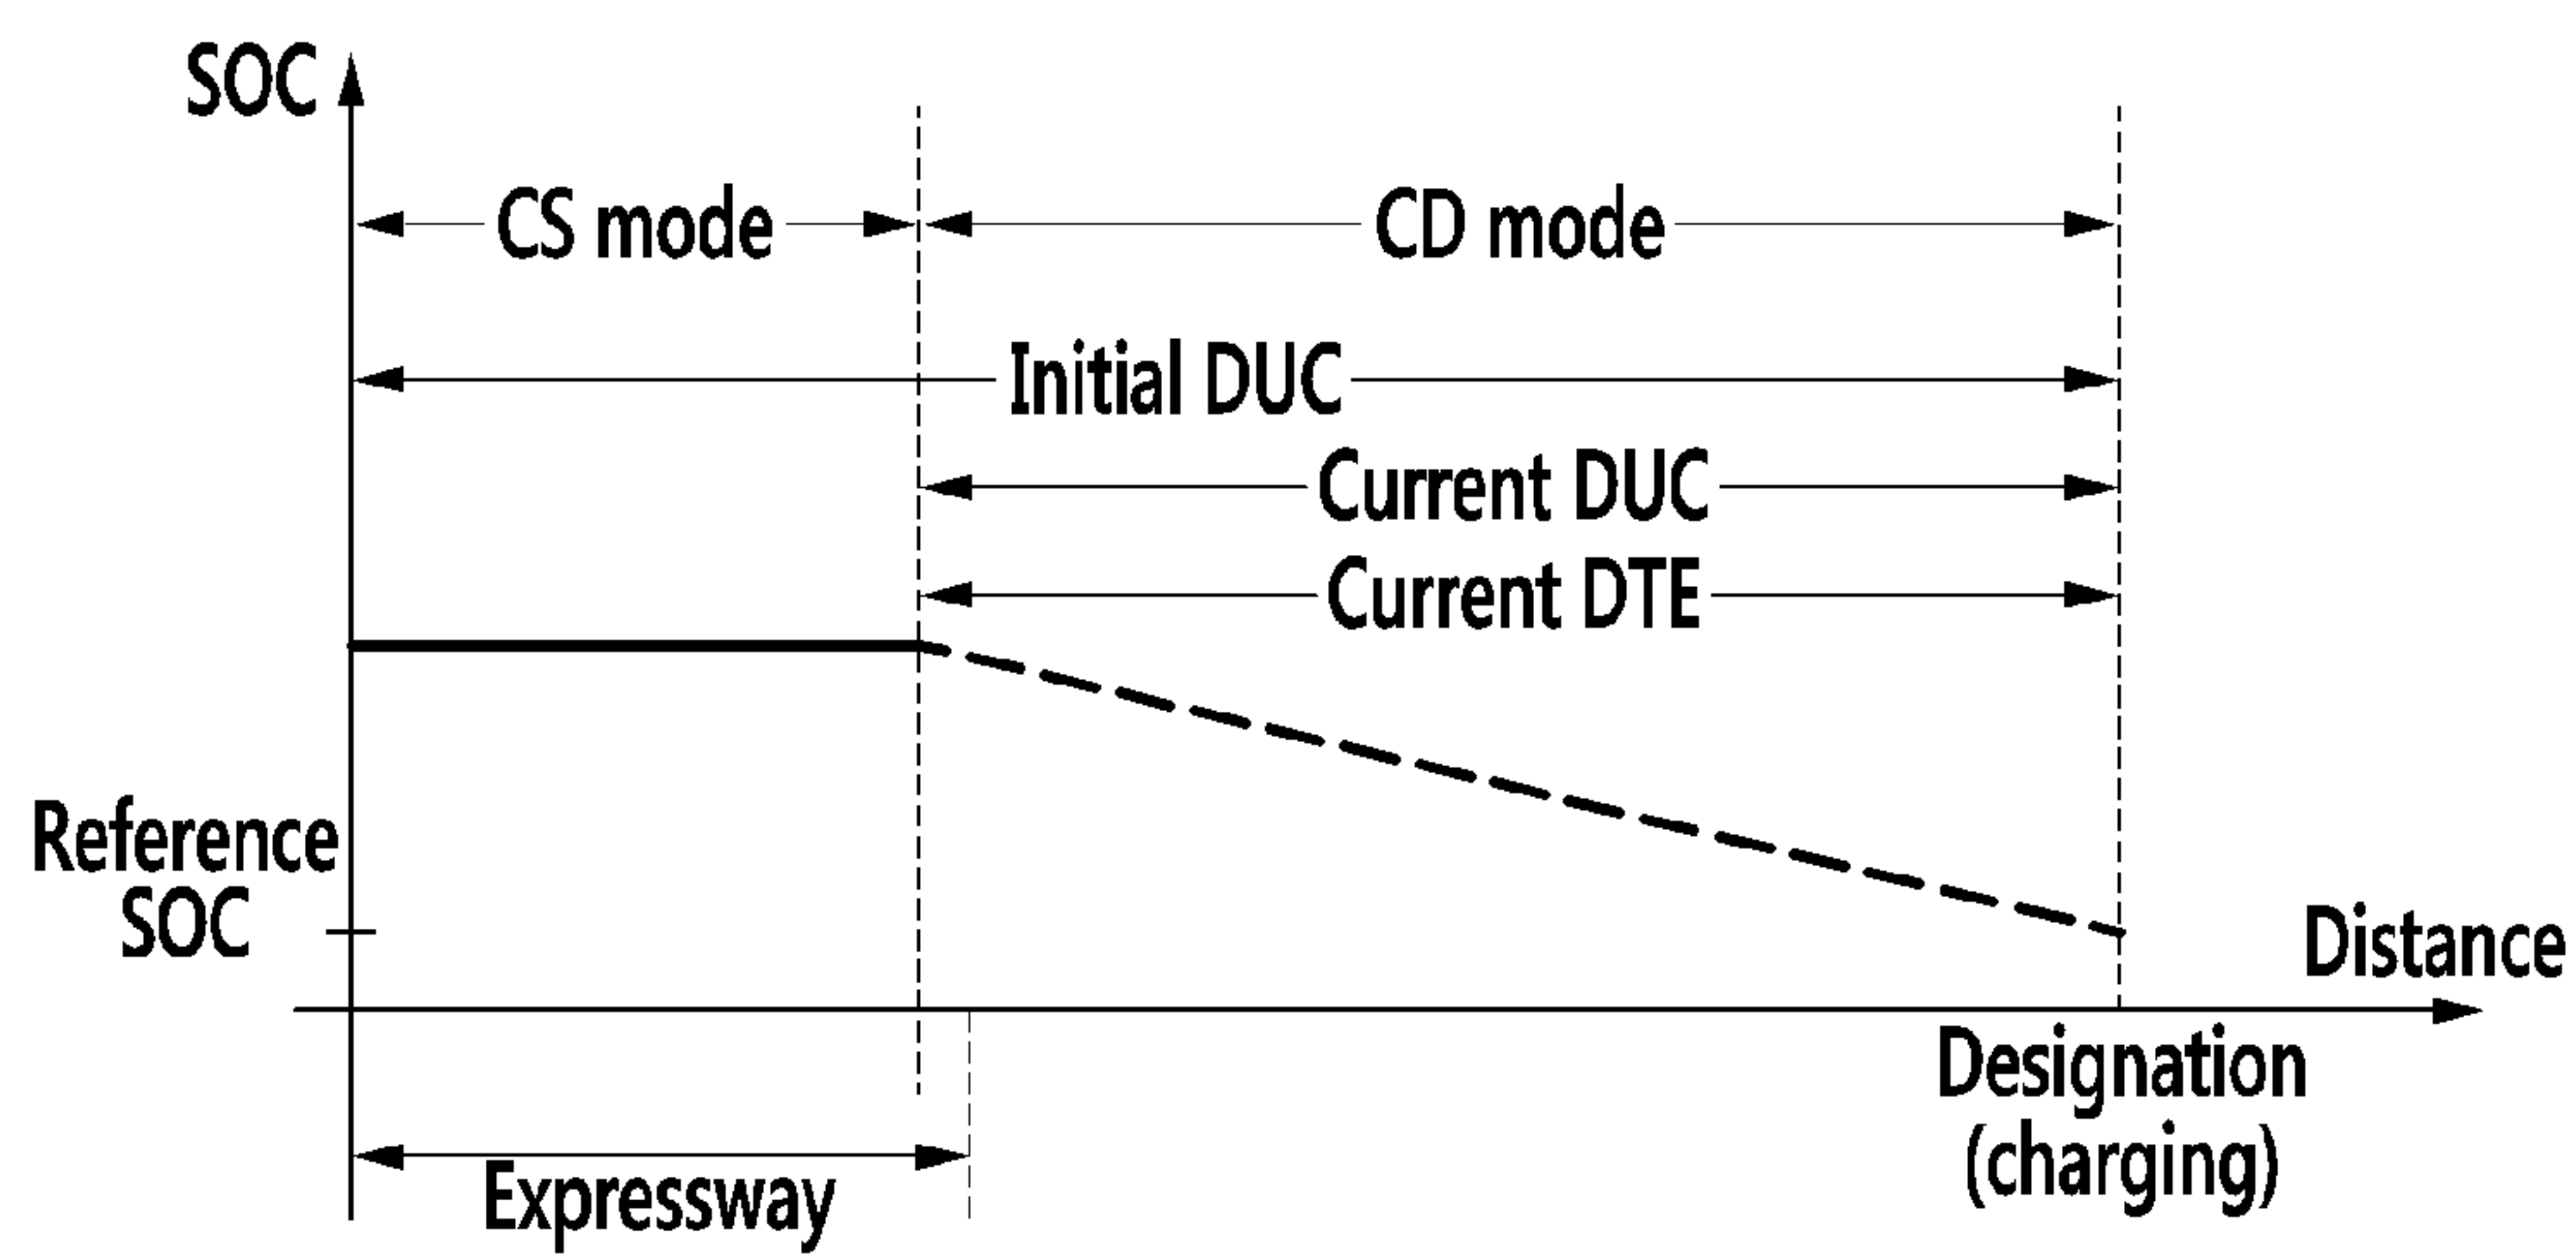 SOC
CS mode
CD mode
Initial DUC
Current DUC
Current DTE
Reference
SOC
Distance
Designation
(charging)
Expressway